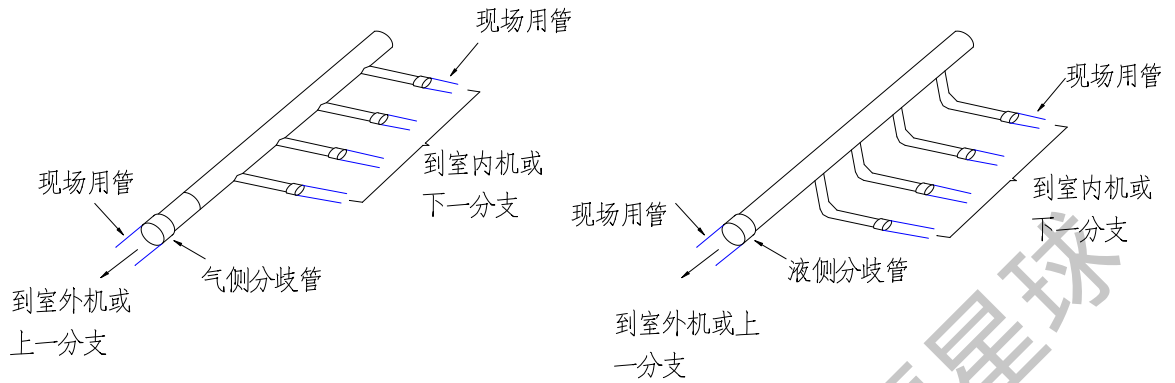 现场用管
到室内机或
下一分支
现场用管
气侧分歧管
到室外机或
上一分支
现场用管
到室内机或
下一分支
现场用管
液侧分歧管
到室外机或上
一分支
星球